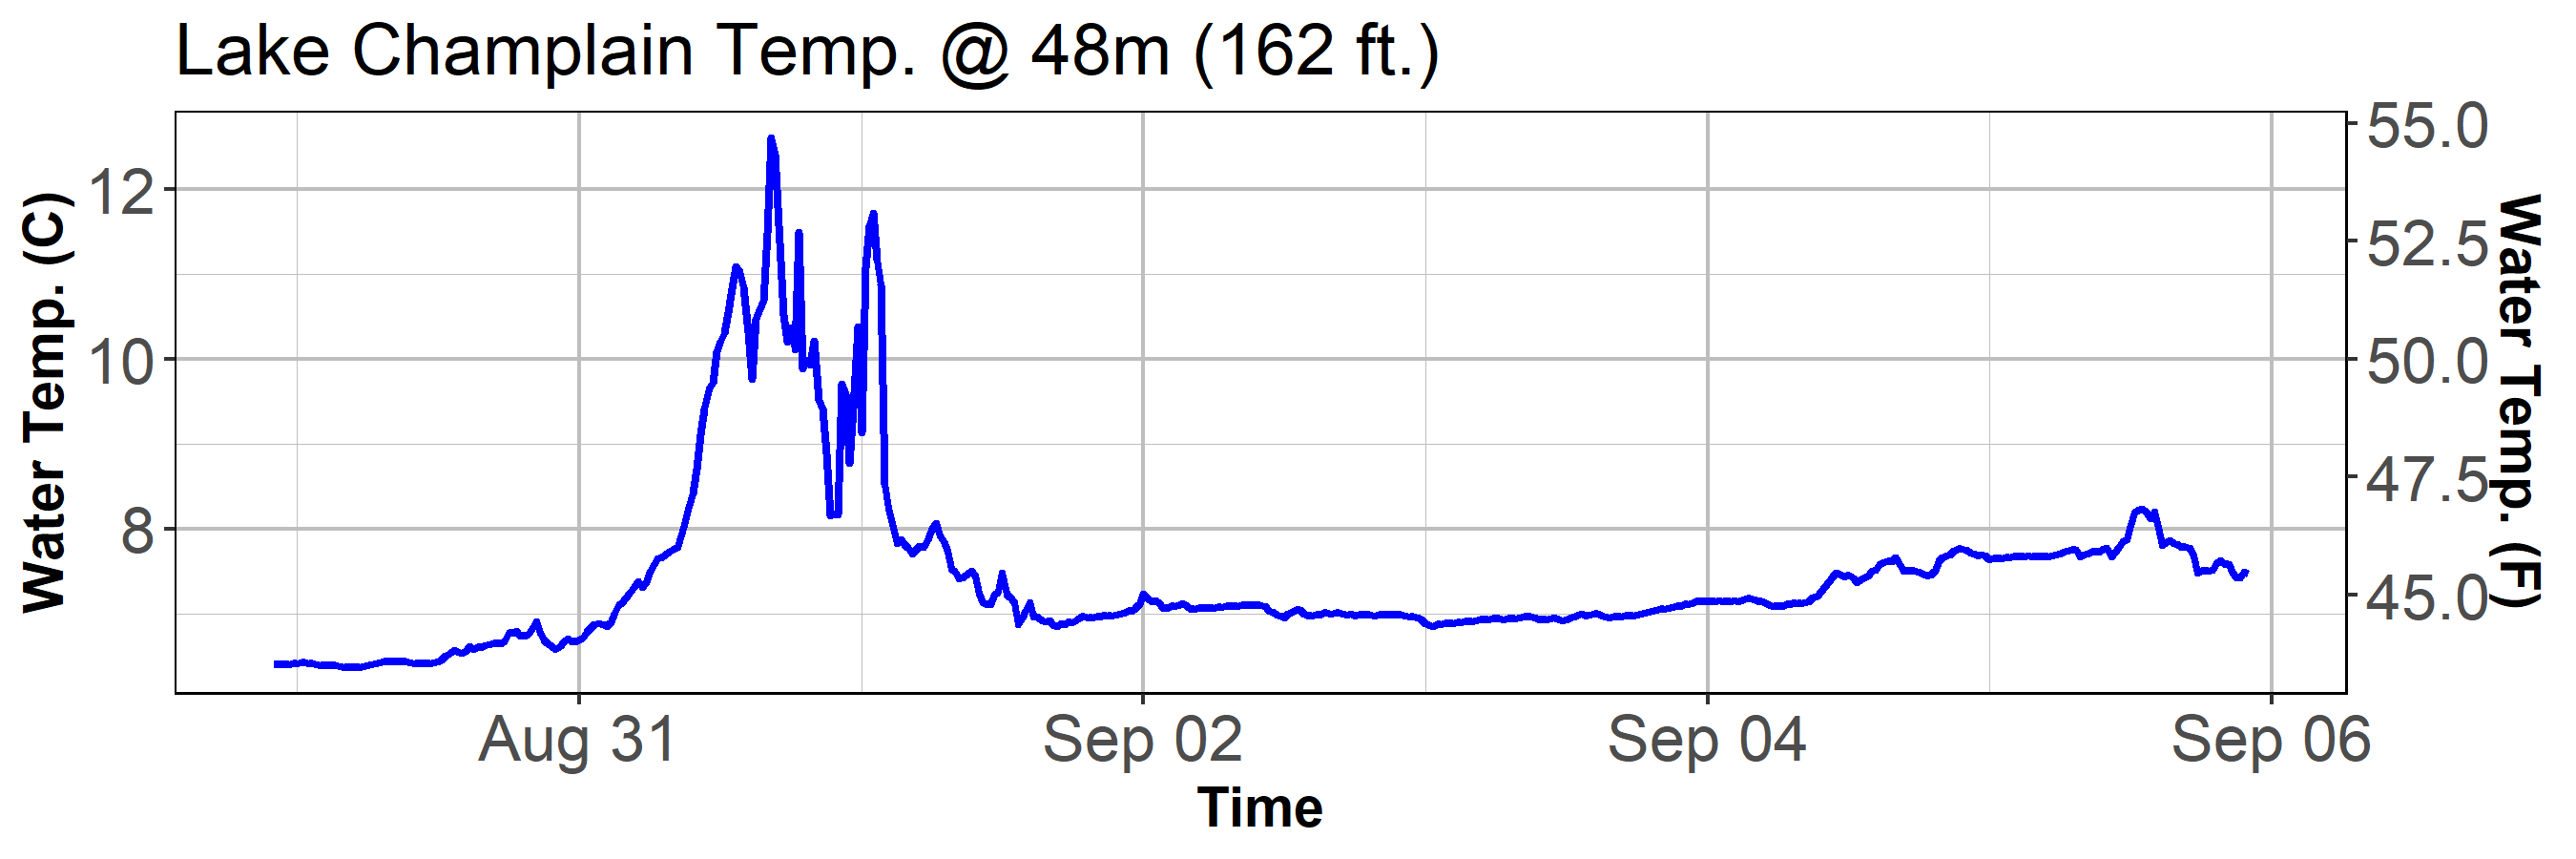 Lake Champlain Temp. @ 48m (162 ft.)
Water Temp. (C)
12
10
8
55.0
52.5
50.0
47.5
45.0
Water Temp. (F)
Aug 31
Sep 02
Sep 04
Sep 06
Time